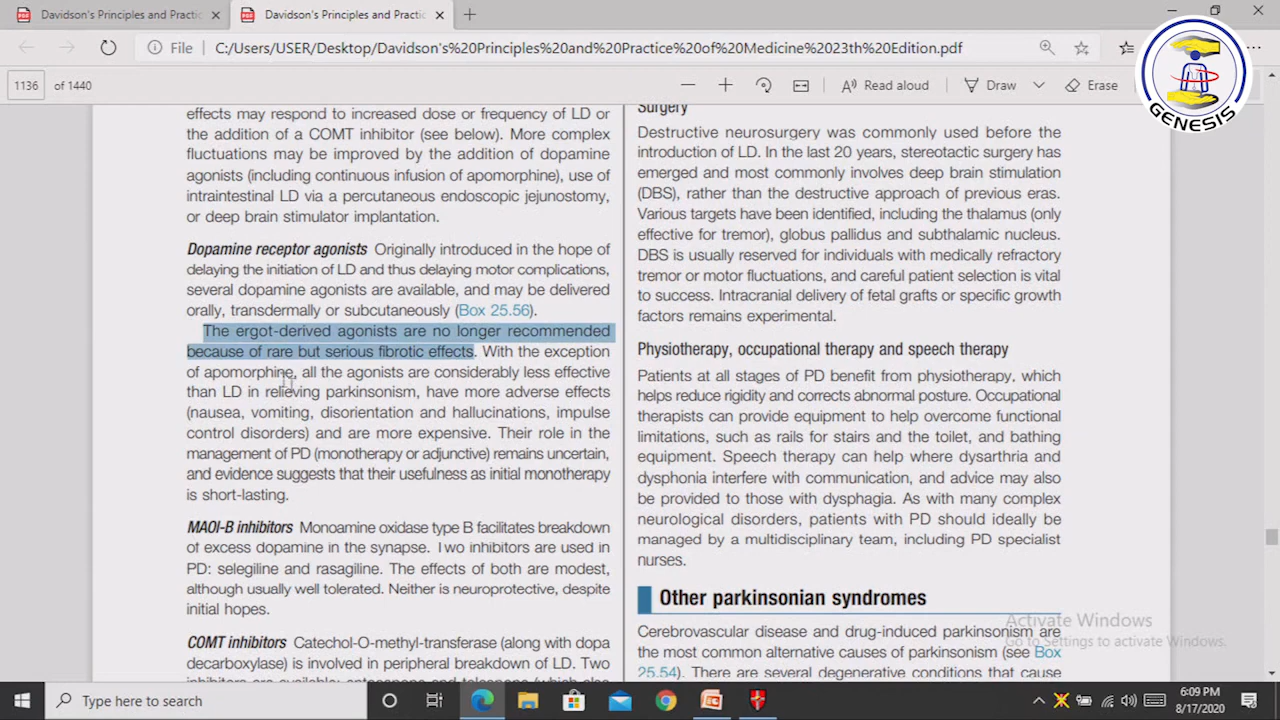 Davidson's Principles and Practic
Davidson's Principles and Practic
File
C:/Users/USER/Desktop/Davidson's%20Principles%20and%20Practice%20of%20Medicine%2023th%20Edition.pdf
GENESIS
1136 of 1440
Read aloud
Draw
Erase
effects may respond to increased dose or frequency of LD or
the addition of a COMT inhibitor (see below). More complex
fluctuations may be improved by the addition of dopamine
agonists (including continuous infusion of apomorphine), use of
intraintestinal LD via a percutaneous endoscopic jejunostomy,
or deep brain stimulator implantation.
Dopamine receptor agonists Originally introduced in the hope of
delaying the initiation of LD and thus delaying motor complications,
several dopamine agonists are available, and may be delivered
orally, transdermally or subcutaneously (Box 25.56).
The ergot-derived agonists are no longer recommended
because of rare but serious fibrotic effects. With the exception
of apomorphine, all the agonists are considerably less effective
than LD in relieving parkinsonism, have more adverse effects
(nausea, vomiting, disorientation and hallucinations, impulse
control disorders) and are more expensive. Their role in the
management of PD (monotherapy or adjunctive) remains uncertain,
and evidence suggests that their usefulness as initial monotherapy
is short-lasting.
MAOI-B inhibitors Monoamine oxidase type B facilitates breakdown
of excess dopamine in the synapse. Two inhibitors are used in
PD: selegiline and rasagiline. The effects of both are modest,
although usually well tolerated. Neither is neuroprotective, despite
initial hopes.
COMT inhibitors Catechol-O-methyl-transferase (along with dopa
decarboxylase) is involved in peripheral breakdown of LD. Two
inhibitors are available: entacapone and tolcapone (which also
Surgery
Destructive neurosurgery was commonly used before the
introduction of LD. In the last 20 years, stereotactic surgery has
emerged and most commonly involves deep brain stimulation
(DBS), rather than the destructive approach of previous eras.
Various targets have been identified, including the thalamus (only
effective for tremor), globus pallidus and subthalamic nucleus.
DBS is usually reserved for individuals with medically refractory
tremor or motor fluctuations, and careful patient selection is vital
to success. Intracranial delivery of fetal grafts or specific growth
factors remains experimental.
Physiotherapy, occupational therapy and speech therapy
Patients at all stages of PD benefit from physiotherapy, which
helps reduce rigidity and corrects abnormal posture. Occupational
therapists can provide equipment to help overcome functional
limitations, such as rails for stairs and the toilet, and bathing
equipment. Speech therapy can help where dysarthria and
dysphonia interfere with communication, and advice may also
be provided to those with dysphagia. As with many complex
neurological disorders, patients with PD should ideally be
managed by a multidisciplinary team, including PD specialist
nurses.
Other parkinsonian syndromes
Cerebrovascular disease and drug-induced parkinsonism are
the most common alternative causes of parkinsonism (see Box
25.54). There are several degenerative conditions that cause
Activate Windows
Go to Settings to activate Windows.
Type here to search
6:09 PM
8/17/2020